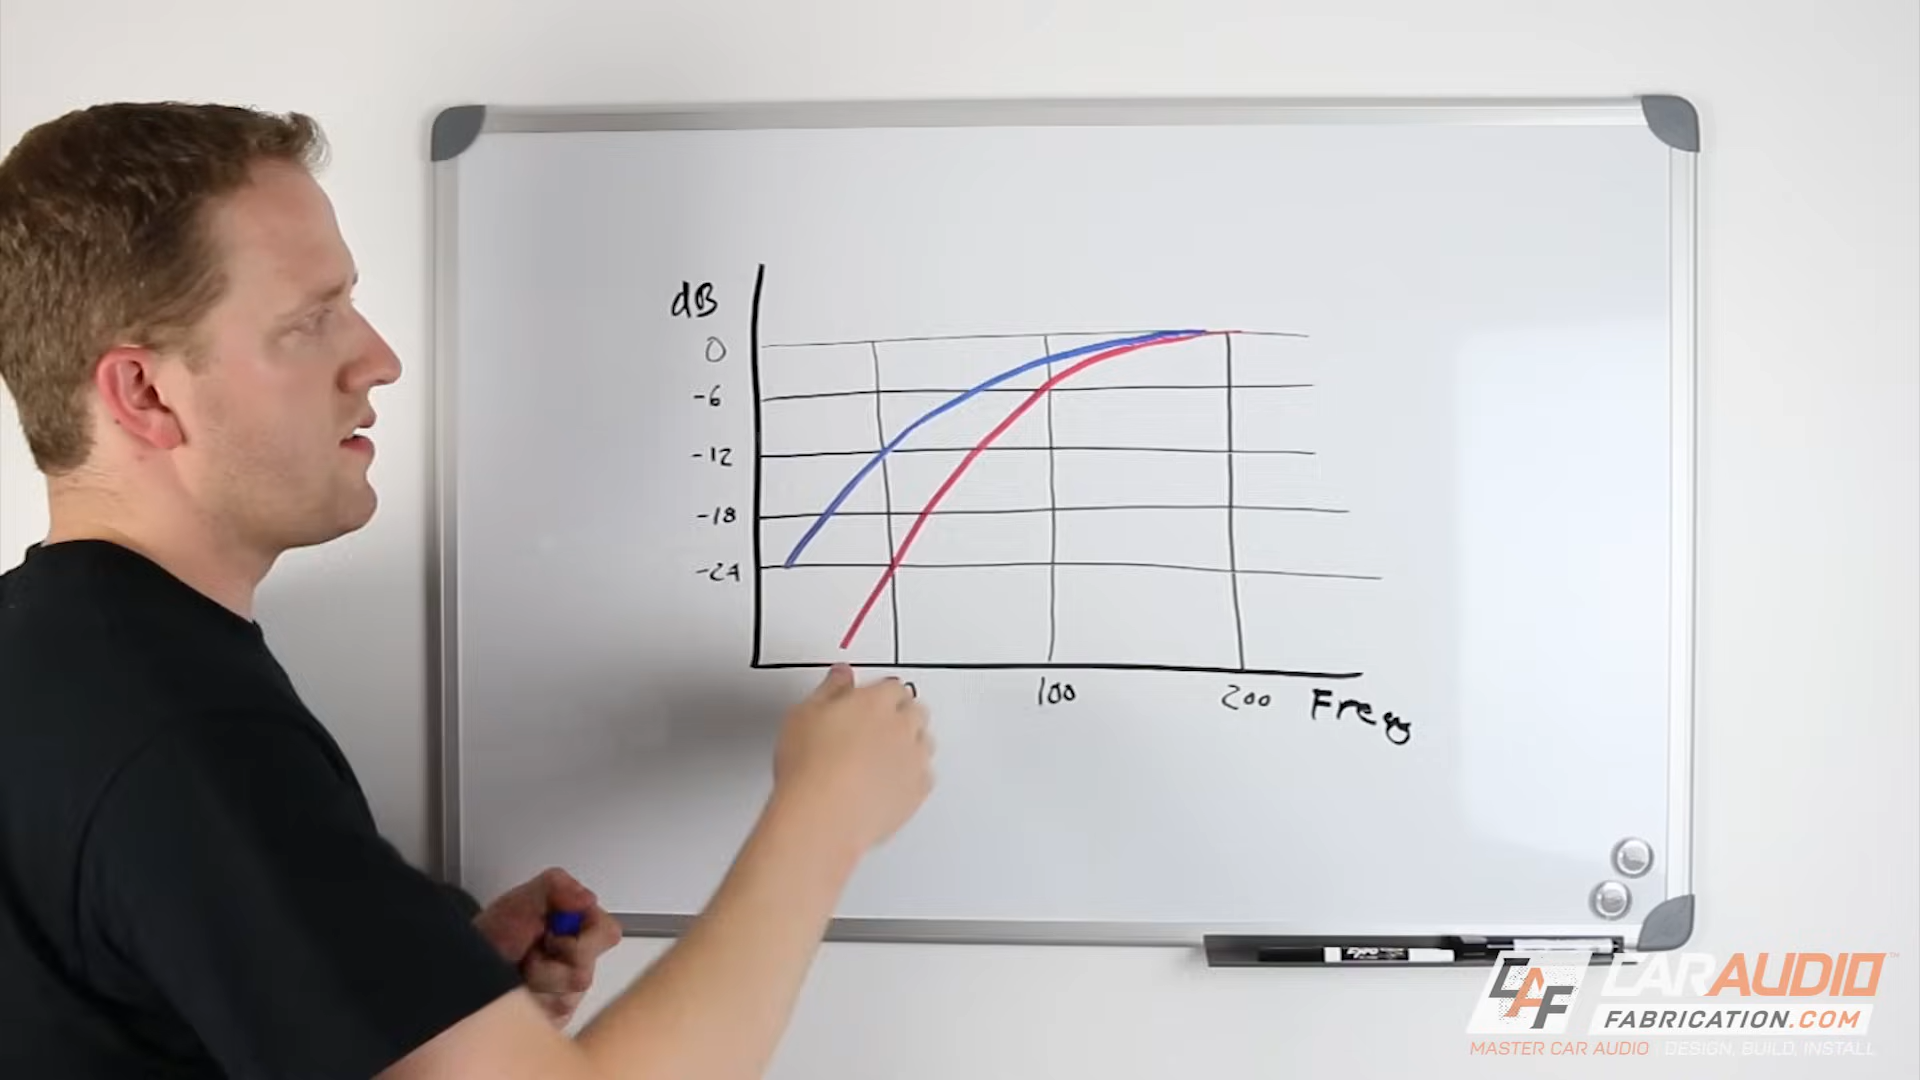 dB
0
-6
-12
-18
-24
100
200 Freq
CAF
CARAUDIO
FABRICATION.COM
MASTER CAR AUDIO DESIGN, BUILD, INSTALL